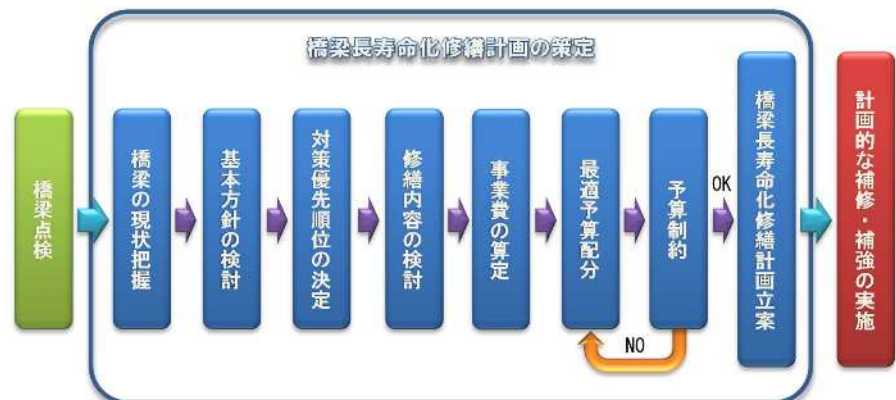 橋梁長寿命化修繕計画の策定
橋梁点検
橋梁の現状把握
基本方針の検討
対策優先順位の決定
修繕内容の検討
事業費の算定
最適予算配分
予算制約
OK
NO
橋梁長寿命化修繕計画立案
計画的な補修・補強の実施